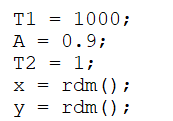 T1 = 1000;
A = 0.9;
T2 = 1;
x = rdm();
y = rdm();